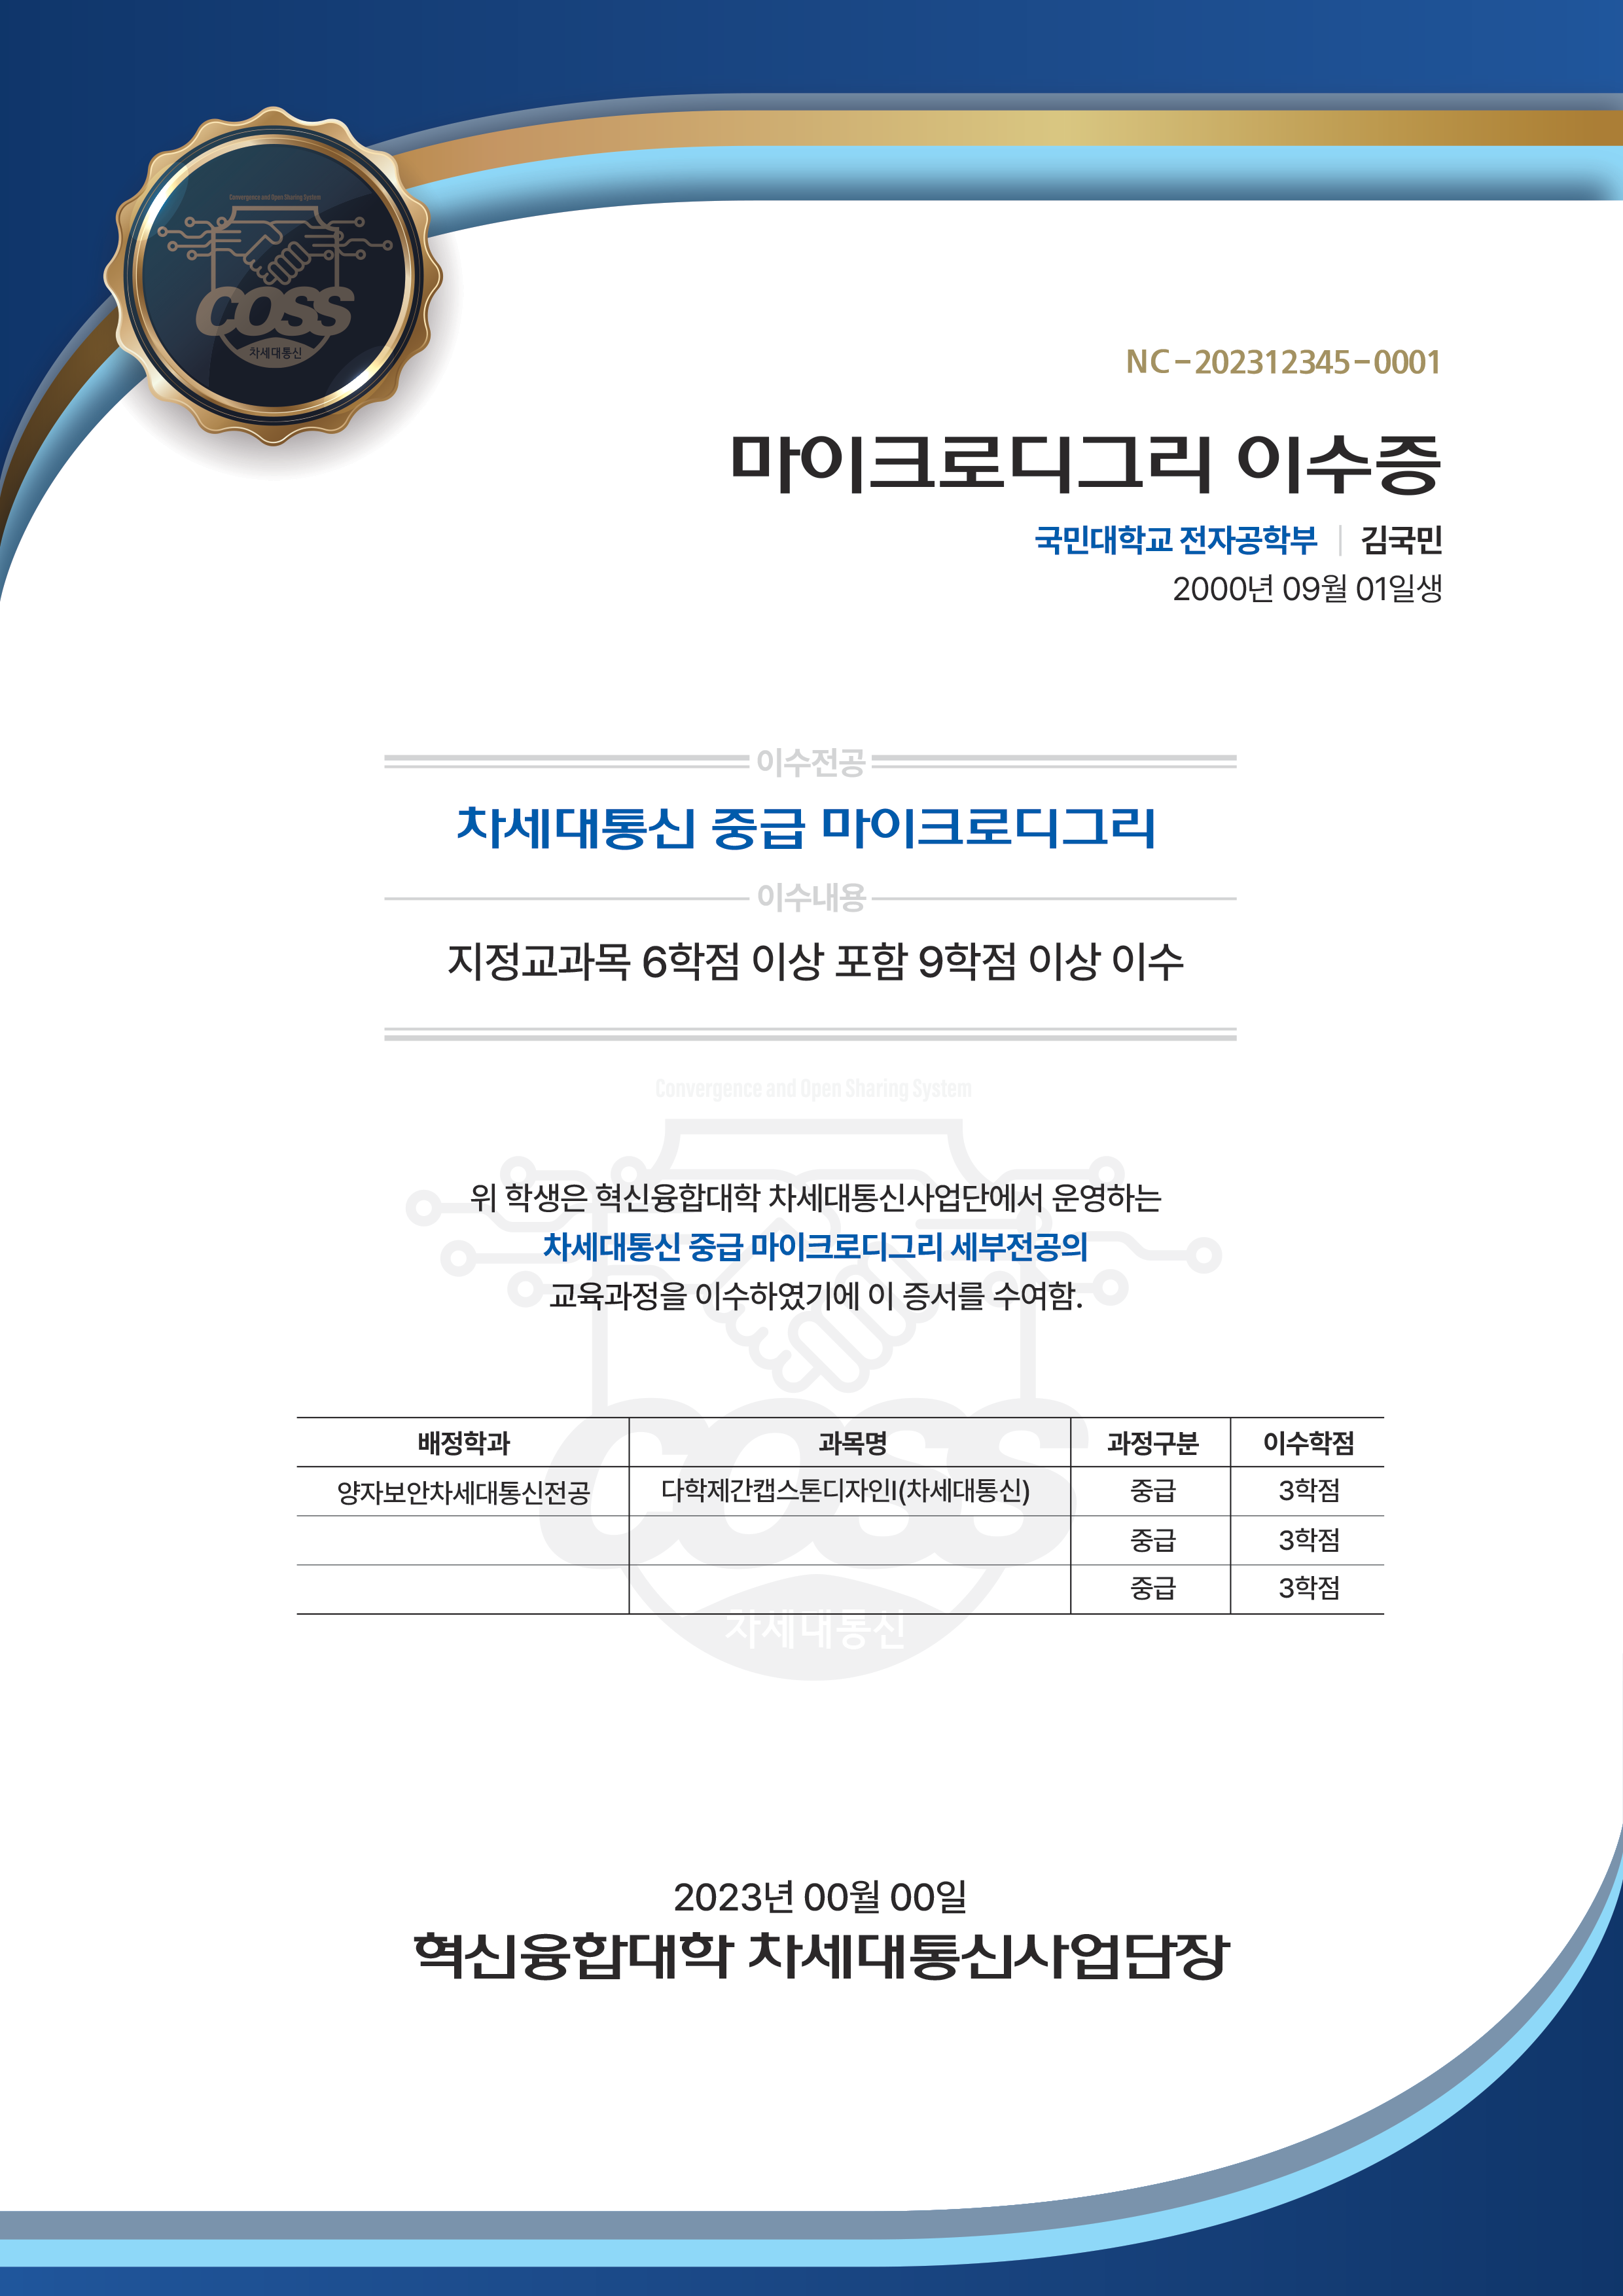 Convergence and Open Sharing System
COSS
차세대통신
NC-202312345-0001
마이크로디그리 이수증
국민대학교 전자공학부 | 김국민
2000년 09월 01일생
이수전공
차세대통신 중급 마이크로디그리
이수내용
지정교과목 6학점 이상 포함 9학점 이상 이수
Convergence and Open Sharing System
위 학생은 혁신융합대학 차세대통신사업단에서 운영하는
차세대통신 중급 마이크로디그리 세부전공의
교육과정을 이수하였기에 이 증서를 수여함.
coss
배정학과 과목명 과정구분 이수학점
양자보안차세대통신전공 다학제간캡스톤디자인I(차세대통신) 중급 3학점
중급 3학점
중급 3학점
차세대통신
2023년 00월 00일
혁신융합대학 차세대통신사업단장